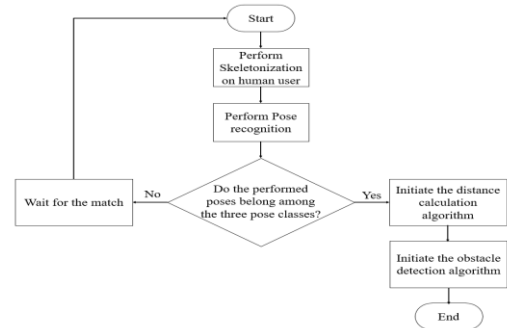 Start
Perform
Skeletonization
on human user
Perform Pose
recognition
Do the performed
poses belong among
the three pose classes?
No
Wait for the match
Yes
Initiate the distance
calculation
algorithm
Initiate the obstacle
detection algorithm
End